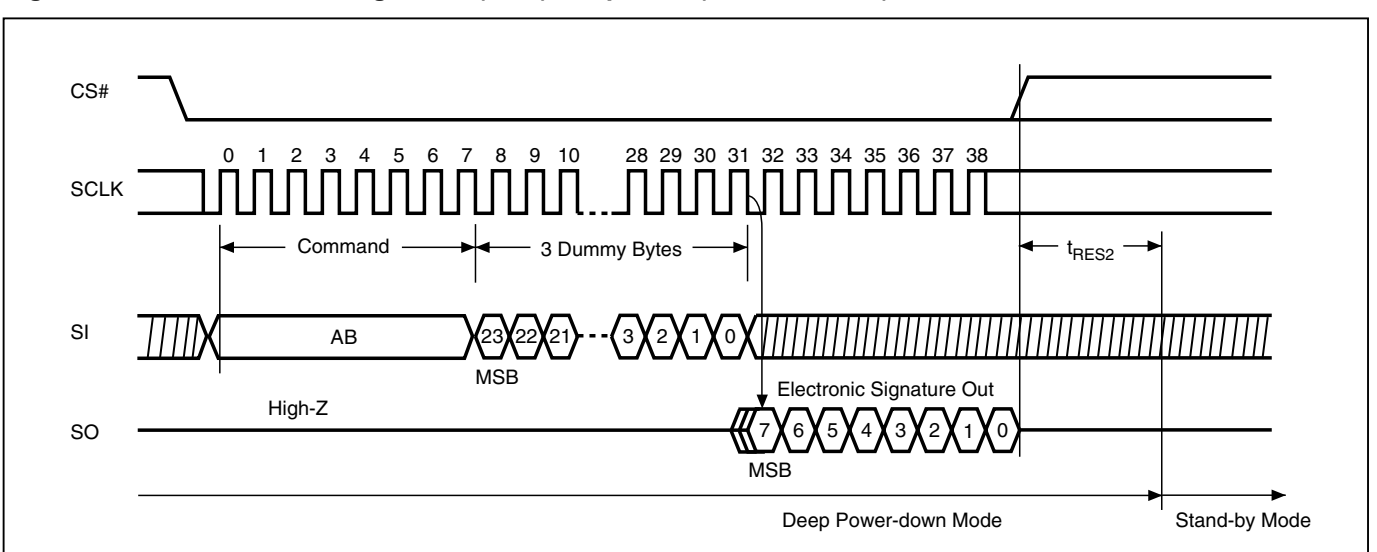 CS#
0 1 2 3 4 5 6 7 8 9 10 28 29 30 31 32 33 34 35 36 37 38
SCLK
Command
3 Dummy Bytes
tRES2
SI
AB
23 22 21 3 2 1 0
MSB
Electronic Signature Out
High-Z
SO
7 6 5 4 3 2 1 0
MSB
Deep Power-down Mode
Stand-by Mode